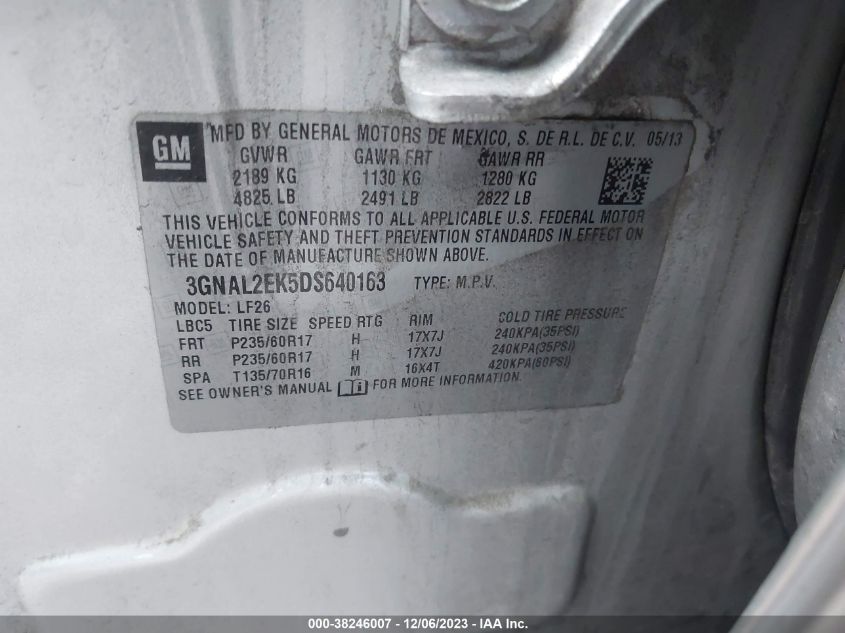 GM
MFD BY GENERAL MOTORS DE MEXICO, S. DE R.L. DE C.V. 05/13
GVWR GAWR FRT GAWR RR
2189 KG 1130 KG 1280 KG
4825 LB 2491 LB 2822 LB
THIS VEHICLE CONFORMS TO ALL APPLICABLE U.S. FEDERAL MOTOR
VEHICLE SAFETY AND THEFT PREVENTION STANDARDS IN EFFECT ON
THE DATE OF MANUFACTURE SHOWN ABOVE.
3GNAL2EK5DS640163 TYPE: M.P.V.
MODEL: LF26
LBC5 TIRE SIZE SPEED RTG RIM COLD TIRE PRESSURE
FRT P235/60R17 H 17X7J 240KPA(35PSI)
RR P235/60R17 H 17X7J 240KPA(35PSI)
SPA T135/70R16 M 16X4T 420KPA(60PSI)
SEE OWNER'S MANUAL FOR MORE INFORMATION.
000-38246007 - 12/06/2023 - IAA Inc.